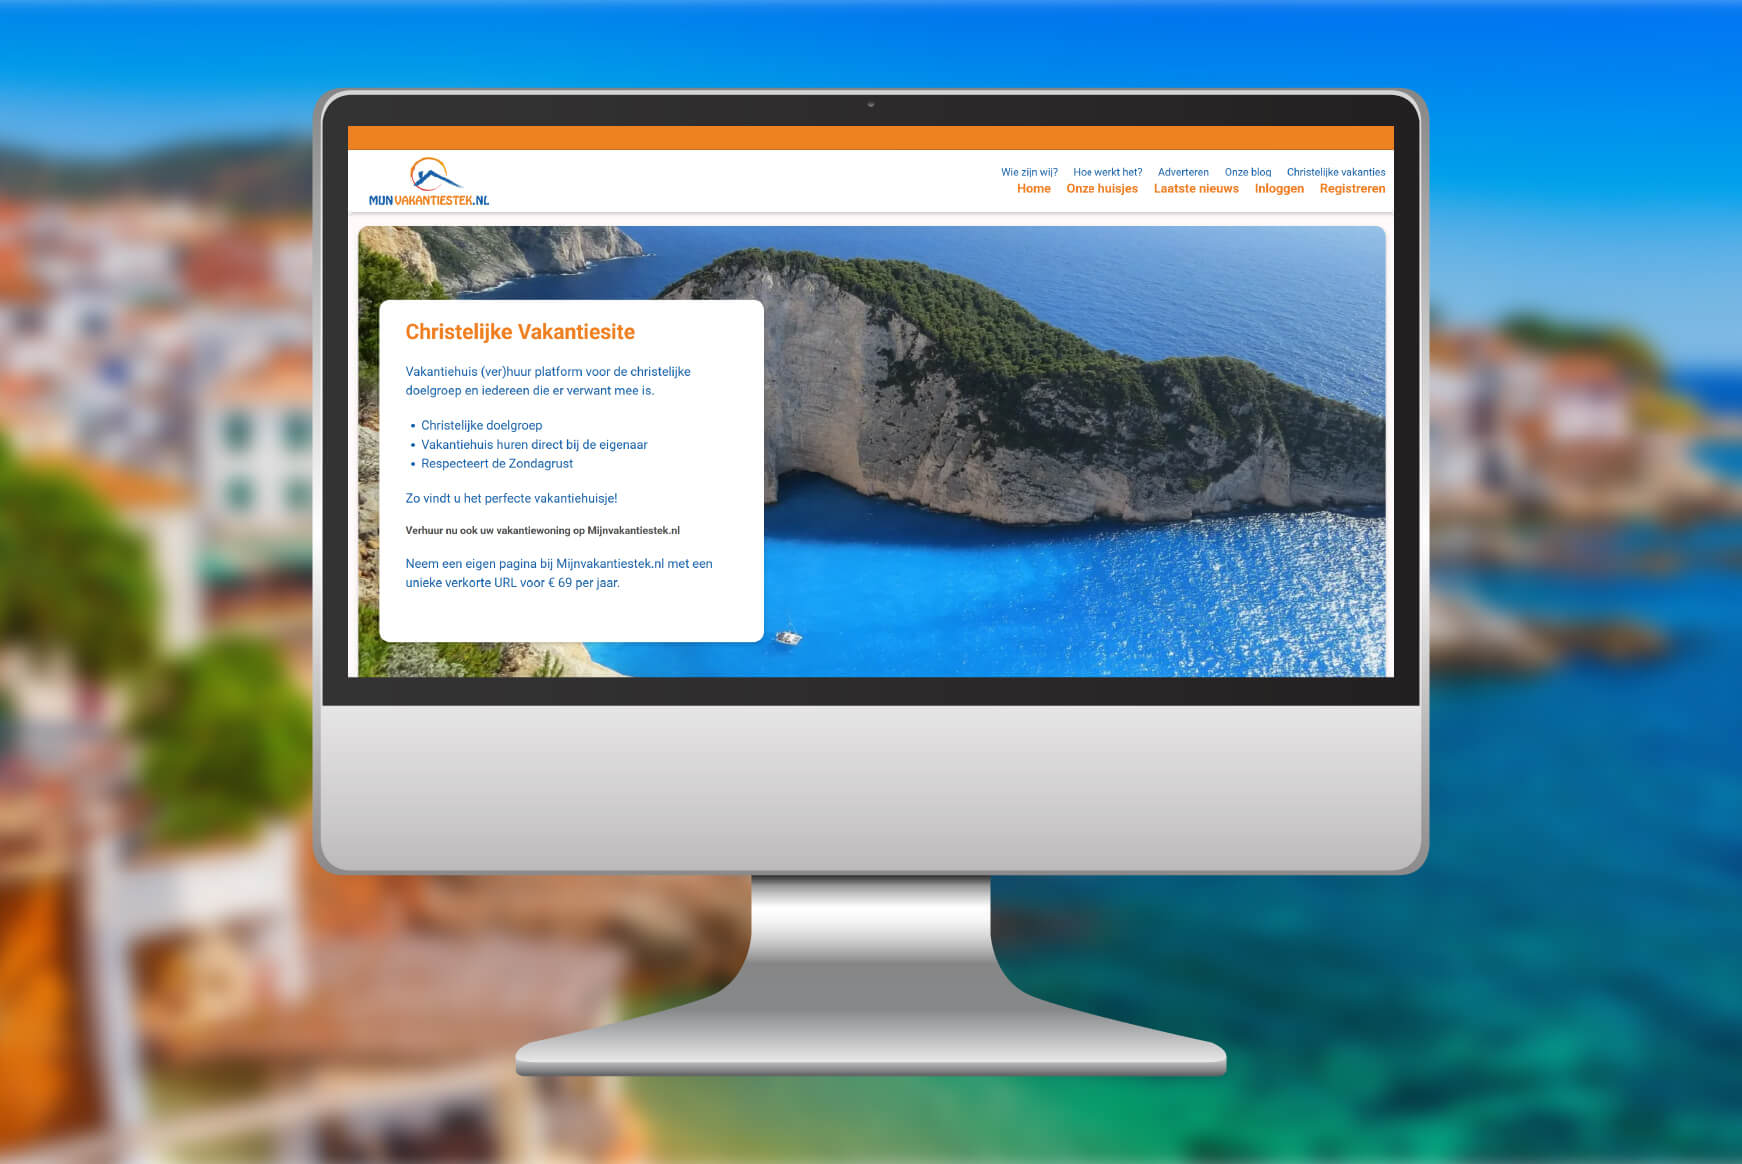 MIJNVAKANTIESTEK.NL
Wie zijn wij? Hoe werkt het? Adverteren Onze blog Christelijke vakanties
Home Onze huisjes Laatste nieuws Inloggen Registreren
Christelijke Vakantiesite
Vakantiehuis (ver)huur platform voor de christelijke
doelgroep en iedereen die er verwant mee is.
• Christelijke doelgroep
• Vakantiehuis huren direct bij de eigenaar
• Respecteert de Zondagrust
Zo vindt u het perfecte vakantiehuisje!
Verhuur nu ook uw vakantiewoning op Mijnvakantiestek.nl
Neem een eigen pagina bij Mijnvakantiestek.nl met een
unieke verkorte URL voor € 69 per jaar.